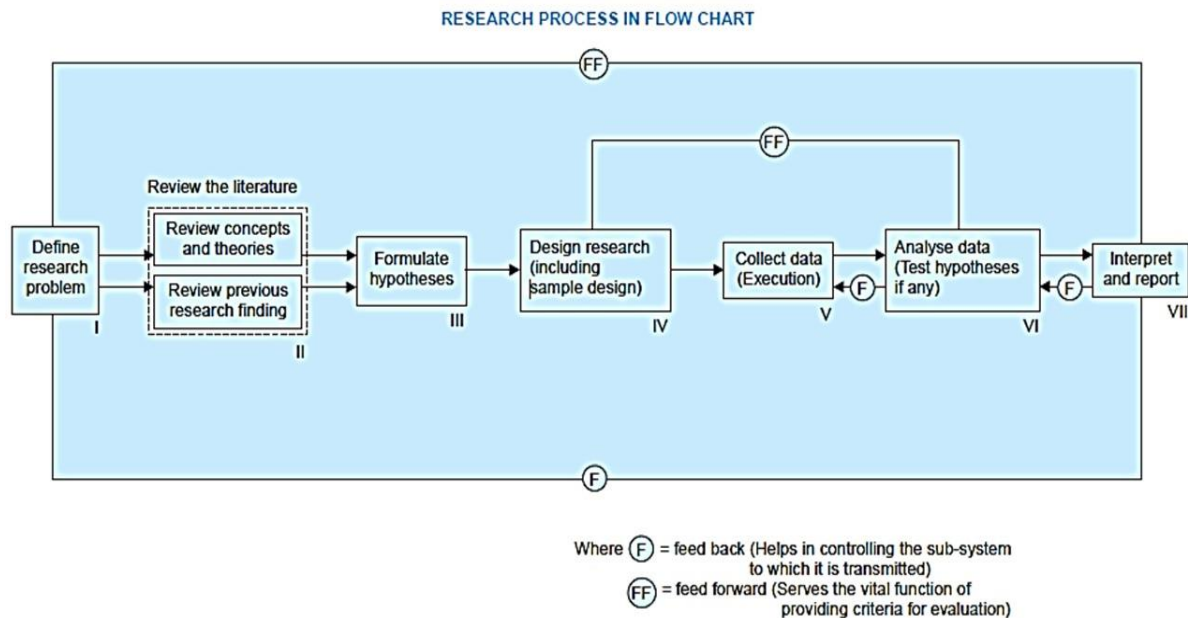 RESEARCH PROCESS IN FLOW CHART
FF
FF
Review the literature
Define
research
problem
I
Review concepts
and theories
Review previous
research finding
II
Formulate
hypotheses
III
Design research
(including
sample design)
IV
Collect data
(Execution)
V
F
Analyse data
(Test hypotheses
if any)
VI
F
Interpret
and report
VII
F
Where F = feed back (Helps in controlling the sub-system
to which it is transmitted)
FF = feed forward (Serves the vital function of
providing criteria for evaluation)